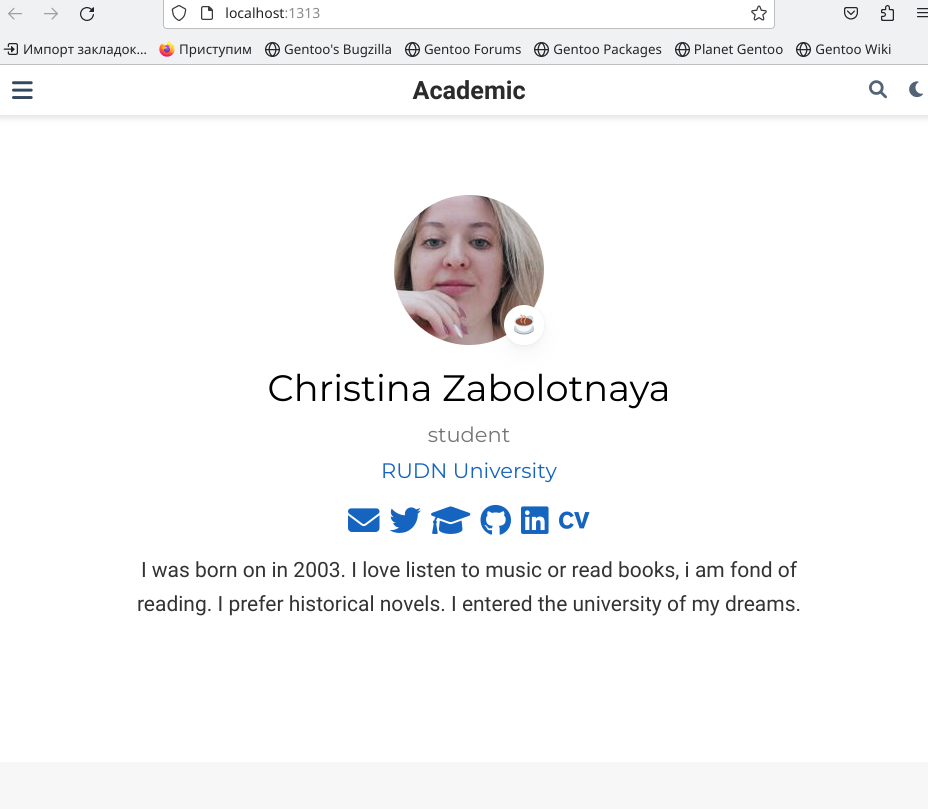 localhost:1313
Импорт закладок... Приступим Gentoo's Bugzilla Gentoo Forums Gentoo Packages Planet Gentoo Gentoo Wiki
Academic
Christina Zabolotnaya
student
RUDN University
CV
I was born on in 2003. I love listen to music or read books, i am fond of
reading. I prefer historical novels. I entered the university of my dreams.